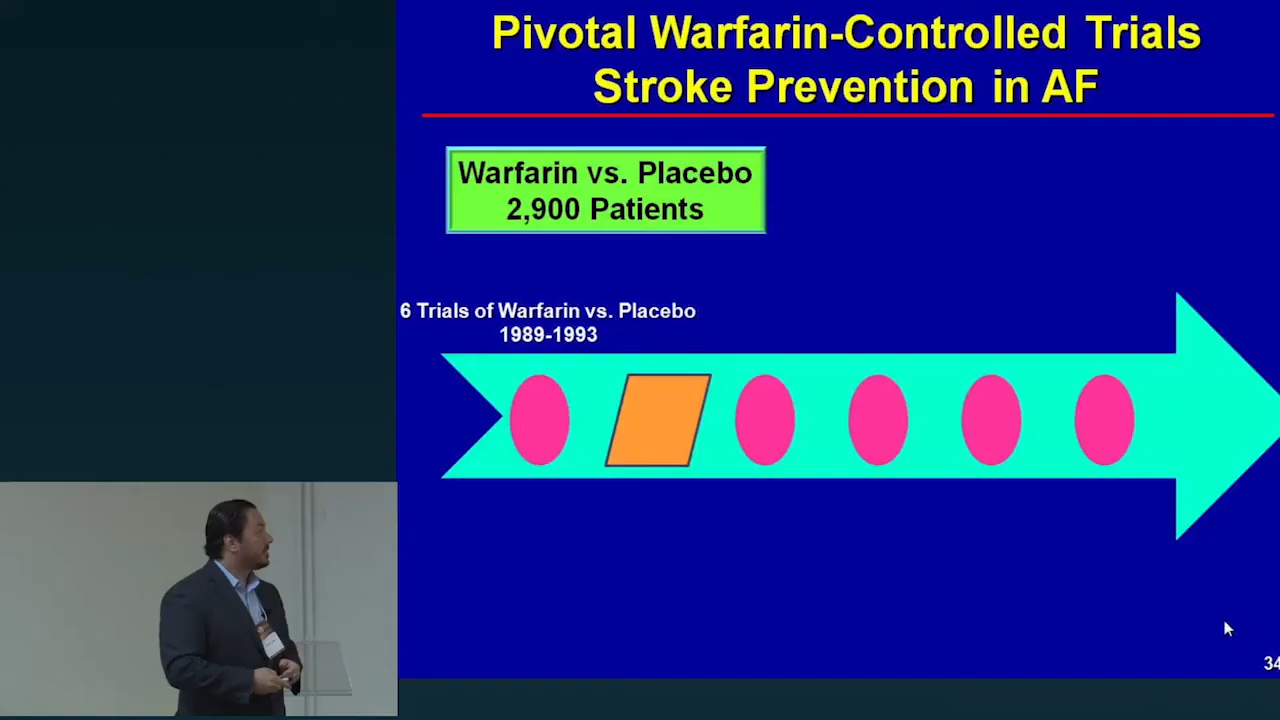 Pivotal Warfarin-Controlled Trials
Stroke Prevention in AF
Warfarin vs. Placebo
2,900 Patients
6 Trials of Warfarin vs. Placebo
1989-1993
34